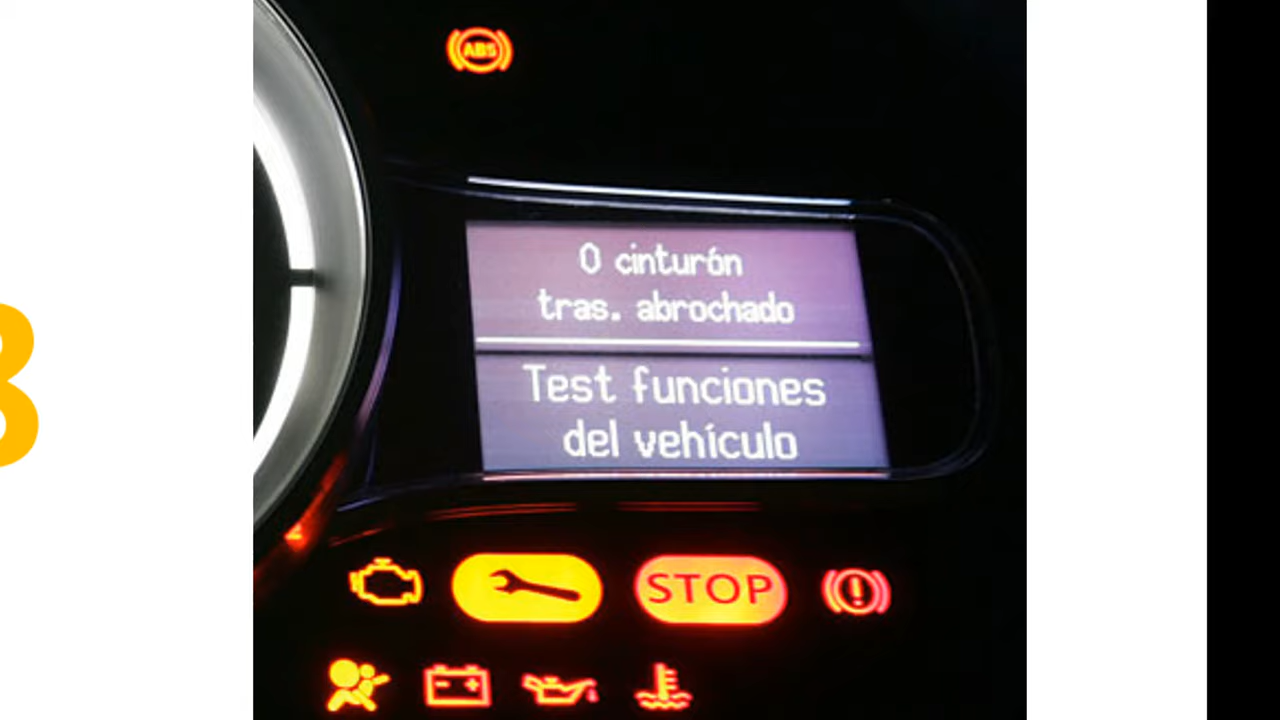 ABS
0 cinturón
tras. abrochado
Test funciones
del vehículo
STOP